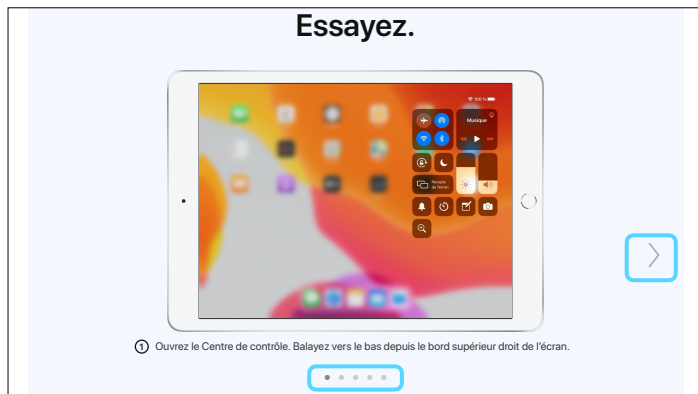 Essayez.
100 %
Musique
Recopie
de l'écran
1 Ouvrez le Centre de contrôle. Balayez vers le bas depuis le bord supérieur droit de l'écran.